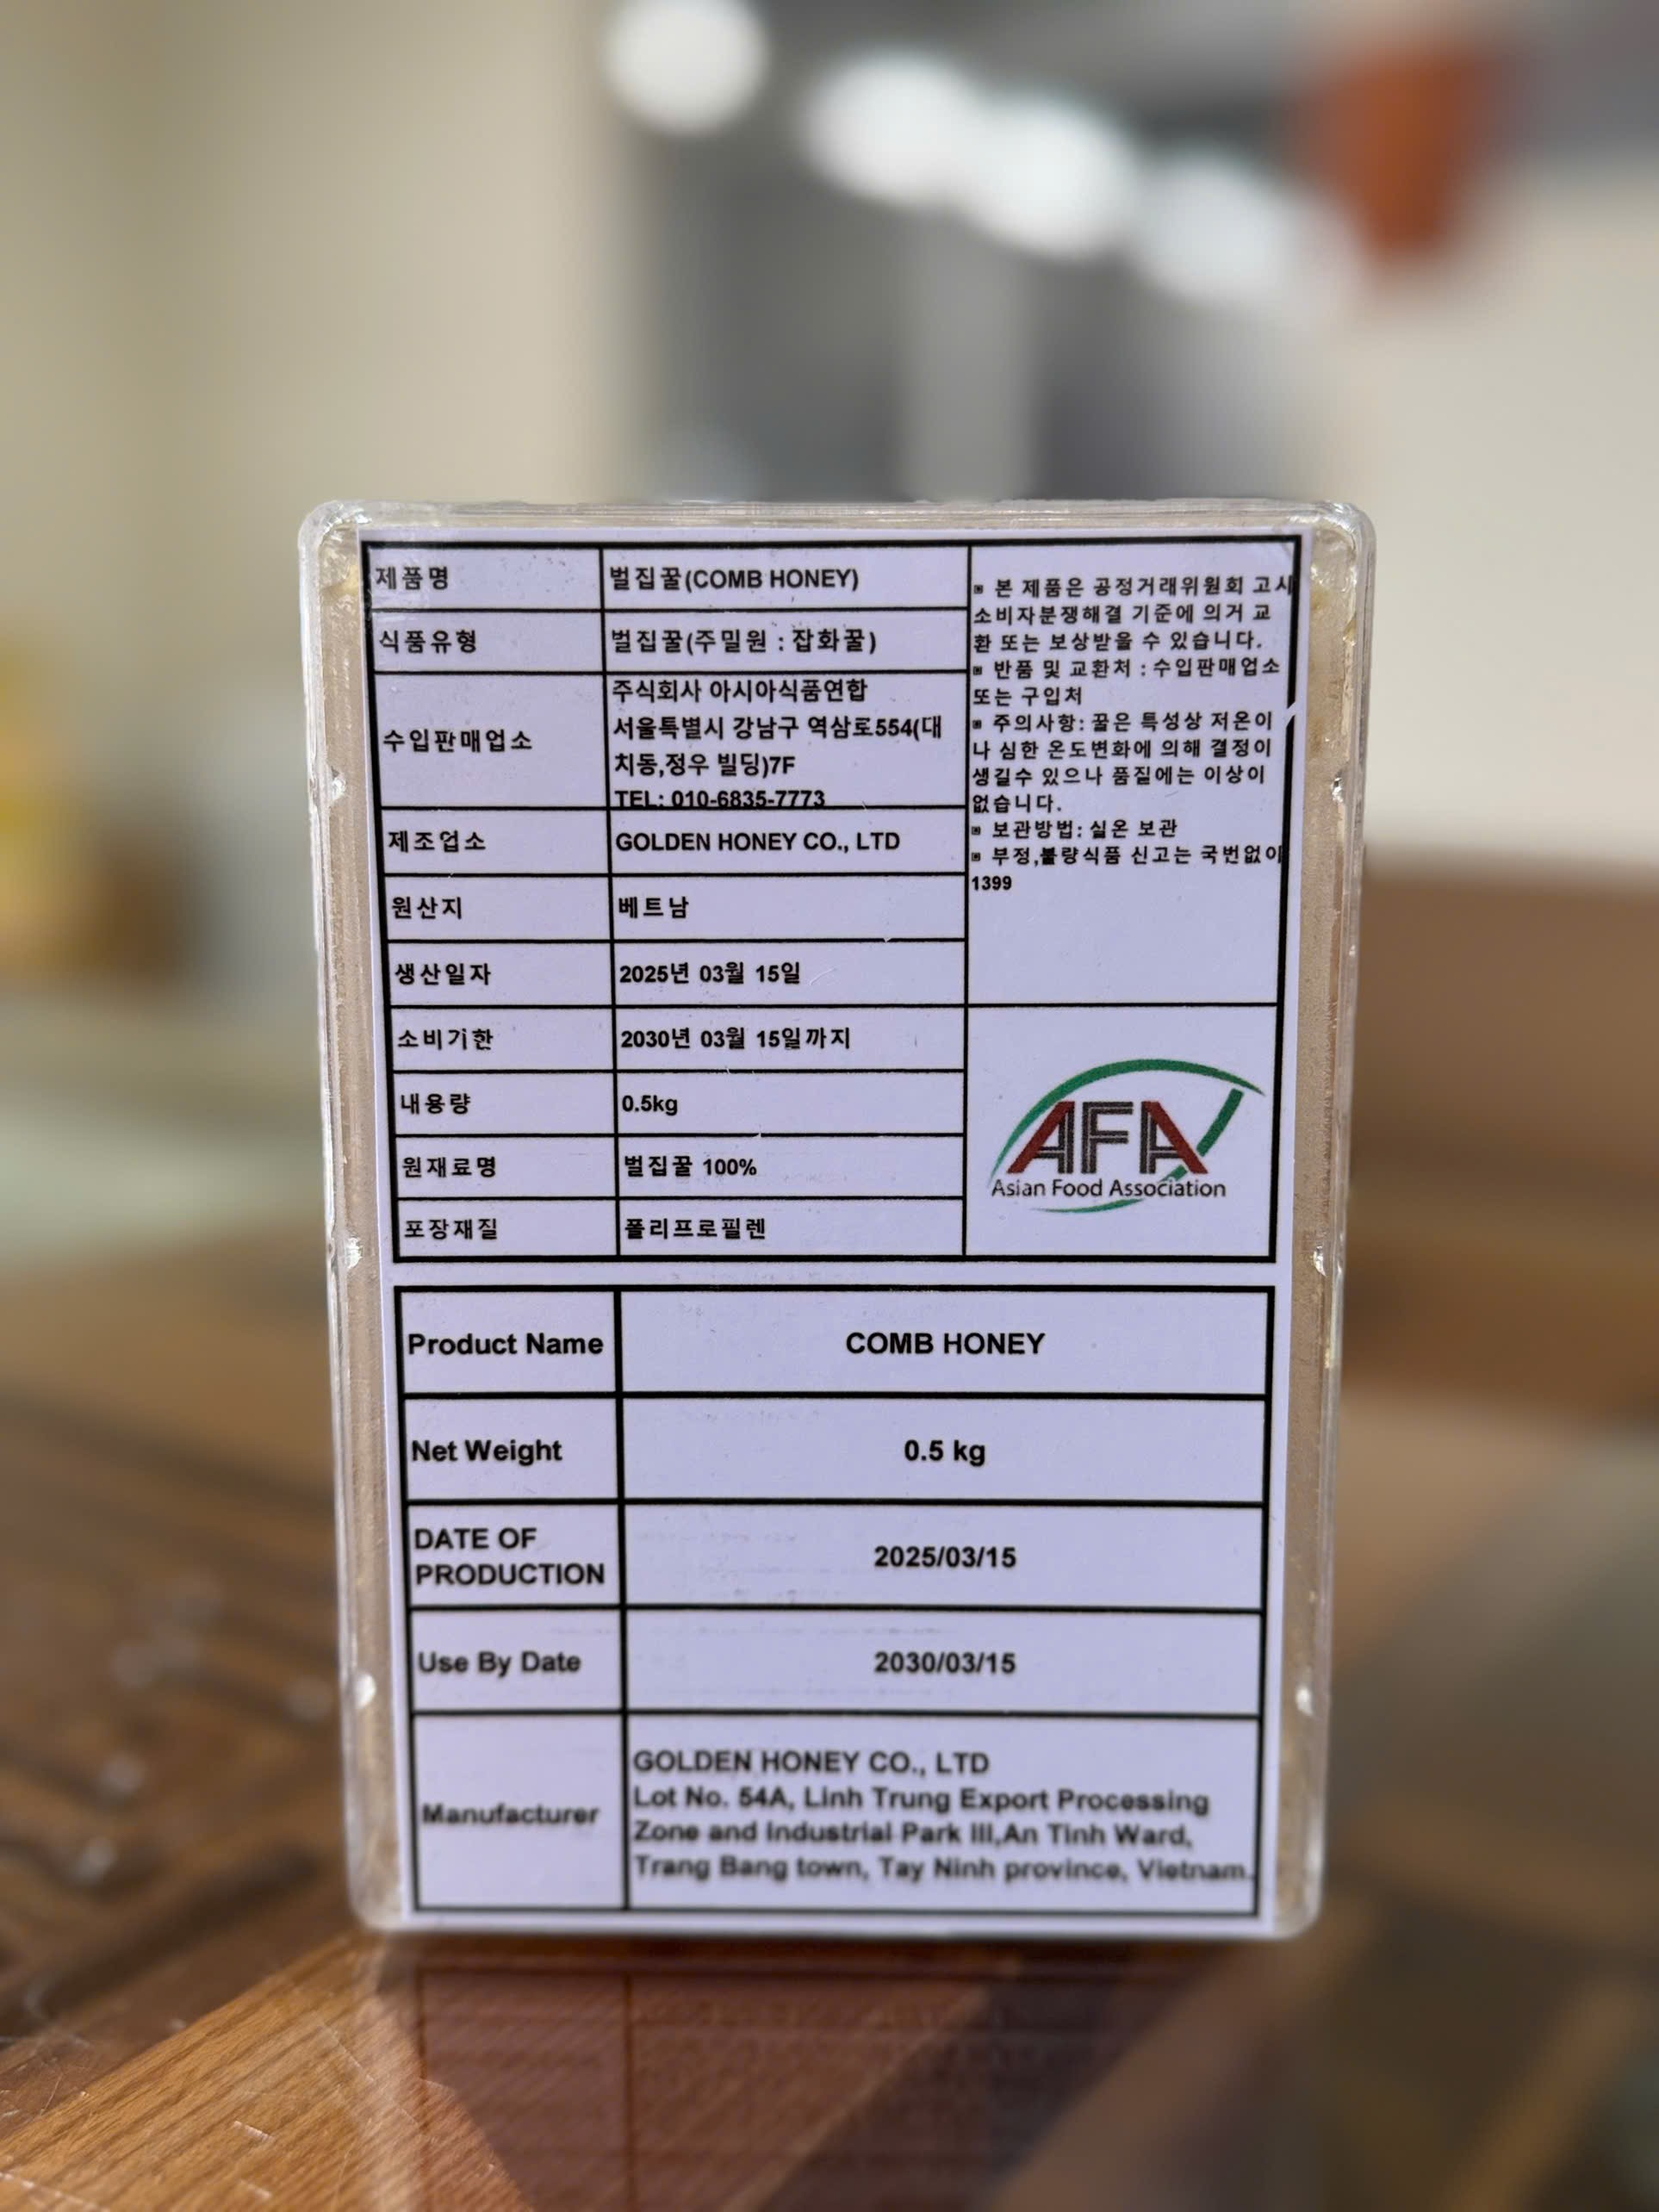 제품명 벌집꿀(COMB HONEY)
식품유형 벌집꿀(주밀원 : 잡화꿀)
수입판매업소
주식회사 아시아식품연합
서울특별시 강남구 역삼로554(대
치동,정우 빌딩)7F
TEL: 010-6835-7773
제조업소 GOLDEN HONEY CO., LTD
원산지 베트남
생산일자 2025년 03월 15일
소비기한 2030년 03월 15일까지
내용량 0.5kg
원재료명 벌집꿀 100%
포장재질 폴리프로필렌
▣ 본 제품은 공정거래위원회 고시
소비자분쟁해결 기준에 의거 교
환 또는 보상받을 수 있습니다.
▣ 반품 및 교환처 : 수입판매업소
또는 구입처
▣ 주의사항: 꿀은 특성상 저온이
나 심한 온도변화에 의해 결정이
생길수 있으나 품질에는 이상이
없습니다.
▣ 보관방법: 실온 보관
▣ 부정,불량식품 신고는 국번없이
1399
AFA
Asian Food Association
Product Name COMB HONEY
Net Weight 0.5 kg
DATE OF
PRODUCTION
2025/03/15
Use By Date 2030/03/15
Manufacturer
GOLDEN HONEY CO., LTD
Lot No. 54A, Linh Trung Export Processing
Zone and Industrial Park III,An Tinh Ward,
Trang Bang town, Tay Ninh province, Vietnam.